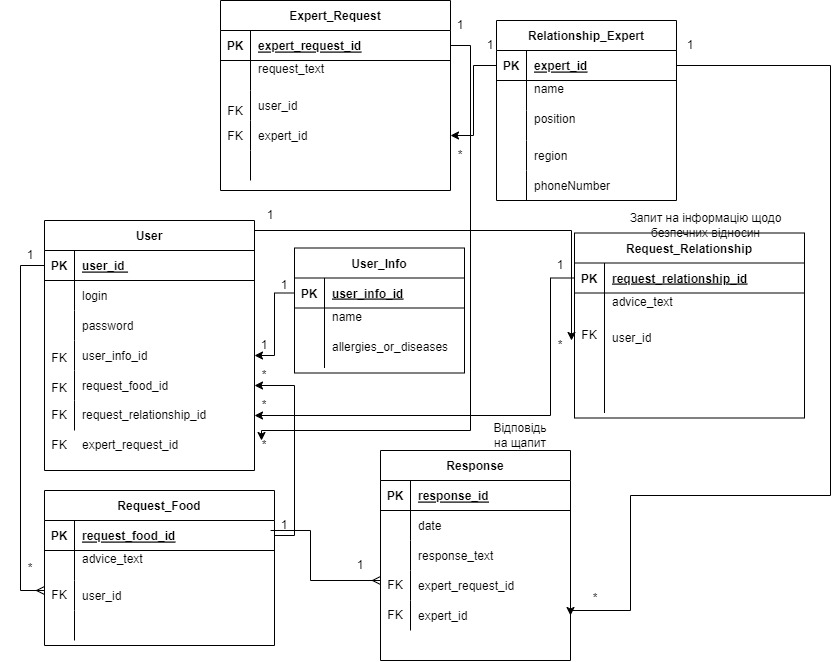 Expert_Request
PK expert_request_id
request_text
FK user_id
FK expert_id
1
*
1
Relationship_Expert
PK expert_id
name
position
region
phoneNumber
1
User
PK user_id
login
password
FK user_info_id
FK request_food_id
FK request_relationship_id
FK expert_request_id
1
1
1
*
*
*
User_Info
PK user_info_id
name
allergies_or_diseases
1
Запит на інформацію щодо
безпечних відносин
Request_Relationship
PK request_relationship_id
advice_text
FK user_id
1
*
Request_Food
PK request_food_id
advice_text
FK user_id
*
1
Відповідь
на щапит
Response
PK response_id
date
response_text
FK expert_request_id
FK expert_id
1
*